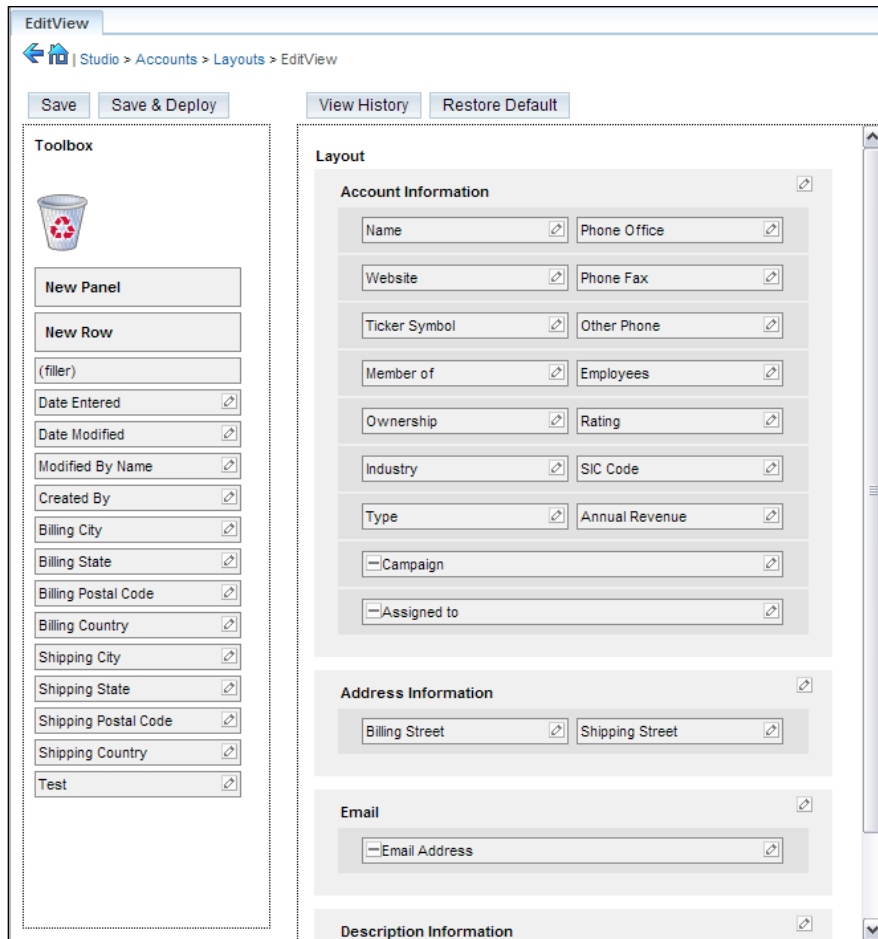 EditView
| Studio > Accounts > Layouts > EditView
Save
Save & Deploy
View History
Restore Default
Toolbox
New Panel
New Row
(filler)
Date Entered
Date Modified
Modified By Name
Created By
Billing City
Billing State
Billing Postal Code
Billing Country
Shipping City
Shipping State
Shipping Postal Code
Shipping Country
Test
Layout
Account Information
Name
Phone Office
Website
Phone Fax
Ticker Symbol
Other Phone
Member of
Employees
Ownership
Rating
Industry
SIC Code
Type
Annual Revenue
Campaign
Assigned to
Address Information
Billing Street
Shipping Street
Email
Email Address
Description Information